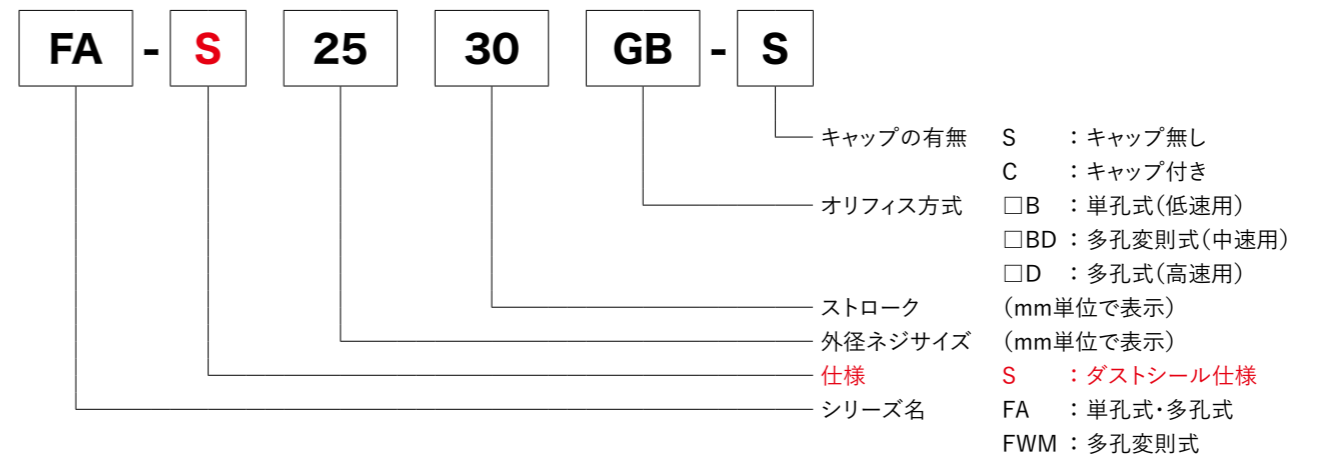 FA - S 25 30 GB - S
キャップの有無 S ：キャップ無し
C ：キャップ付き
オリフィス方式 □B ：単孔式（低速用）
□BD ：多孔変則式（中速用）
□D ：多孔式（高速用）
ストローク （mm単位で表示）
外径ネジサイズ （mm単位で表示）
仕様 S ：ダストシール仕様
シリーズ名 FA ：単孔式・多孔式
FWM ：多孔変則式